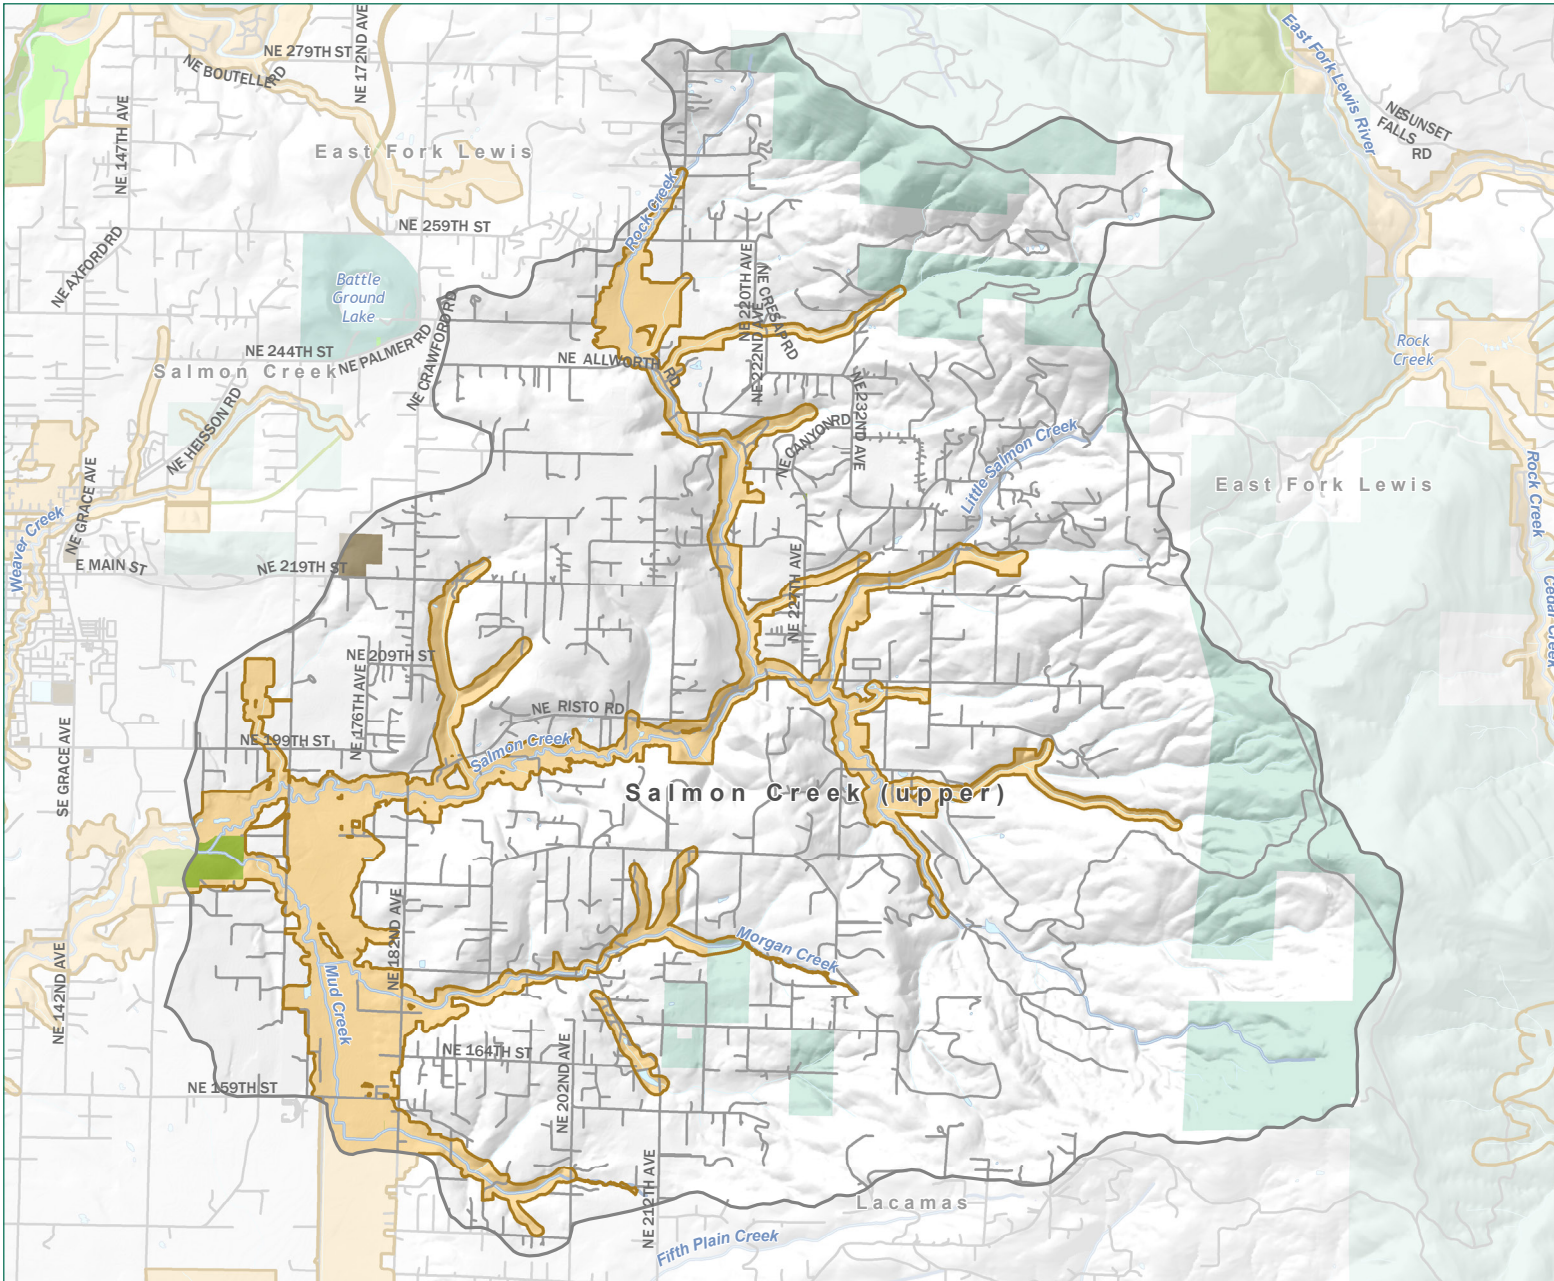 NE 279TH ST
NE BOUTELL RD
NE 172ND AVE
East Fork Lewis River
NE SUNSET
FALLS
RD
NE 147TH AVE
East Fork Lewis
Rock Creek
NE 259TH ST
NE AXFORD RD
Battle
Ground
Lake
NE 220TH AVE
NE CRESAP RD
NE 222ND AVE
NE 244TH ST
NE PALMER RD
NE CRAWFORD RD
Salmon Creek
NE ALLWORTH RD
Rock
Creek
NE HEISSON RD
NE 232ND AVE
NE CANYON RD
Little Salmon Creek
East Fork Lewis
Rock Creek
NE GRACE AVE
Weaver Creek
E MAIN ST
NE 219TH ST
NE 227TH AVE
Cedar Creek
NE 209TH ST
NE 176TH AVE
NE RISTO RD
SE GRACE AVE
NE 199TH ST
Salmon Creek
Salmon Creek (upper)
NE 182ND AVE
Morgan Creek
NE 142ND AVE
Mud Creek
NE 164TH ST
NE 202ND AVE
NE 159TH ST
NE 212TH AVE
Lacamas
Fifth Plain Creek